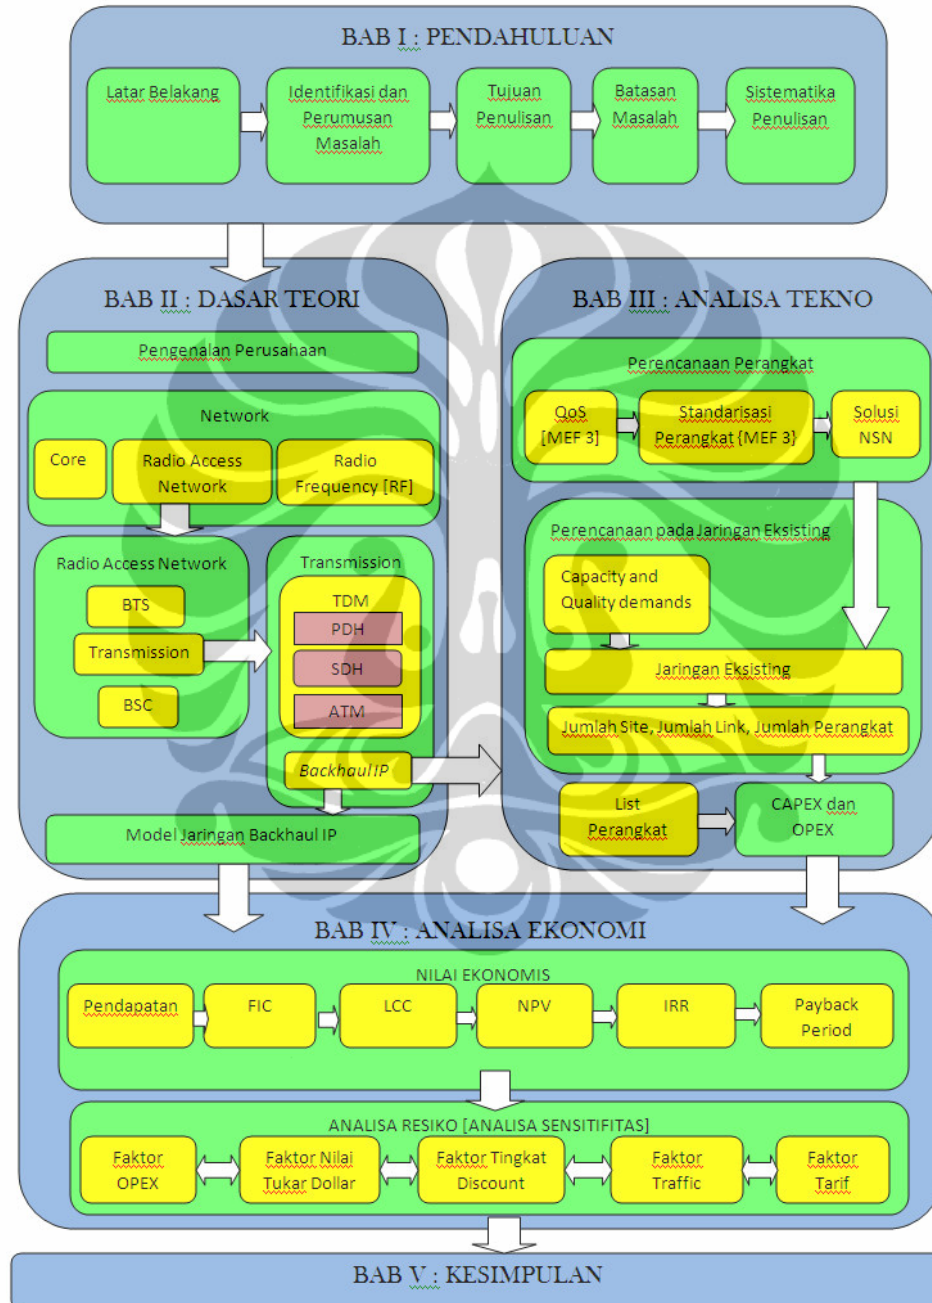 BAB I : PENDAHULUAN
Latar Belakang
Identifikasi dan
Perumusan
Masalah
Tujuan
Penulisan
Batasan
Masalah
Sistematika
Penulisan
BAB II : DASAR TEORI
Pengenalan Perusahaan
Network
Core
Radio Access
Network
Radio
Frequency [RF]
Radio Access Network
BTS
Transmission
BSC
Transmission
TDM
PDH
SDH
ATM
Backhaul IP
Model Jaringan Backhaul IP
BAB III : ANALISA TEKNO
Perencanaan Perangkat
QoS
[MEF 3]
Standarisasi
Perangkat {MEF 3}
Solusi
NSN
Perencanaan pada Jaringan Eksisting
Capacity and
Quality demands
Jaringan Eksisting
Jumlah Site, Jumlah Link, Jumlah Perangkat
List
Perangkat
CAPEX dan
OPEX
BAB IV : ANALISA EKONOMI
NILAI EKONOMIS
Pendapatan
FIC
LCC
NPV
IRR
Payback
Period
ANALISA RESIKO [ANALISA SENSITIFITAS]
Faktor
OPEX
Faktor Nilai
Tukar Dollar
Faktor Tingkat
Discount
Faktor
Traffic
Faktor
Tarif
BAB V : KESIMPULAN